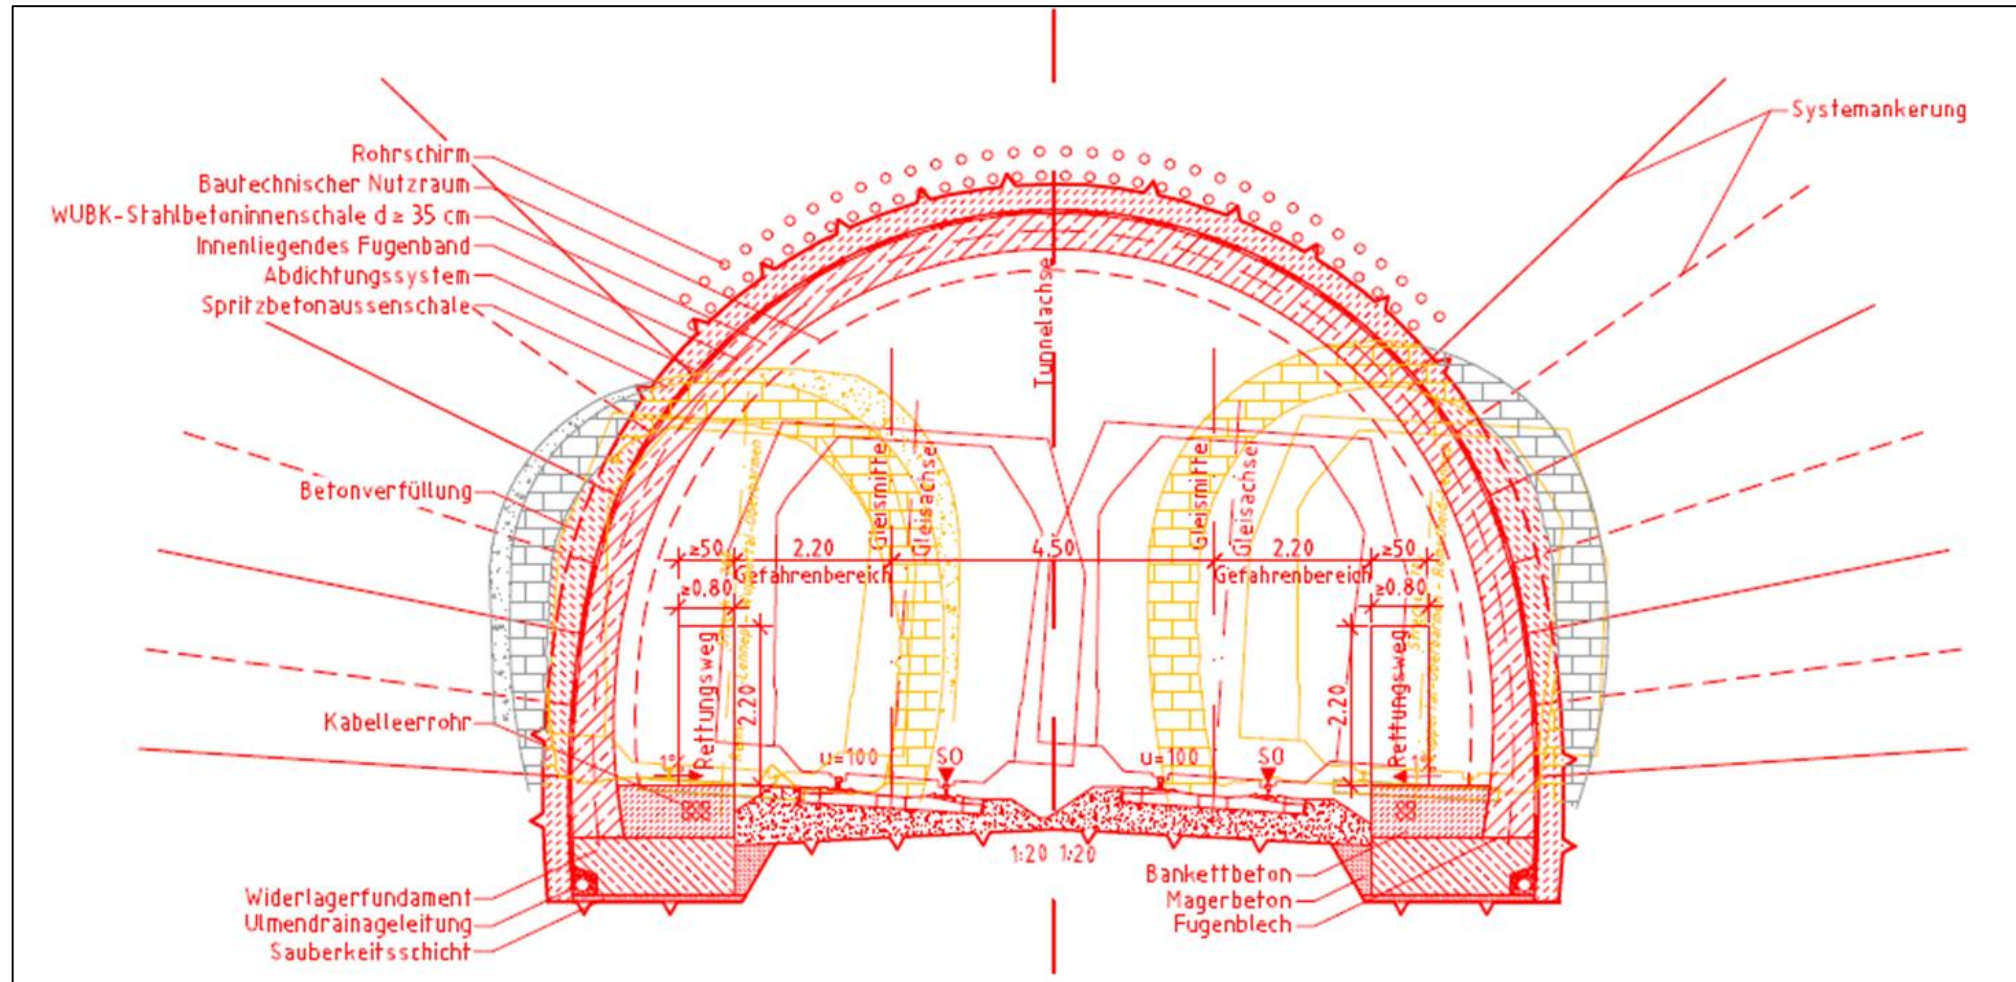 Systemankerung
Rohrschirm
Bautechnischer Nutzraum
WUBK-Stahlbetoninnenschale d ≥ 35 cm
Innenliegendes Fugenband
Abdichtungssystem
Spritzbetonaussenschale
Tunnelachse
Gleismitte
Gleisachse
Gleismitte
Gleisachse
Betonverfüllung
≥50
2.20
4.50
2.20
≥50
Gefahrenbereich
Gefahrenbereich
≥0.80
≥0.80
Rettungsweg
2.20
2.20
Rettungsweg
Kabelleerrohr
u=100
SO
u=100
SO
1:20 1:20
Widerlagerfundament
Ulmendrainageleitung
Sauberkeitsschicht
Bankettbeton
Magerbeton
Fugenblech